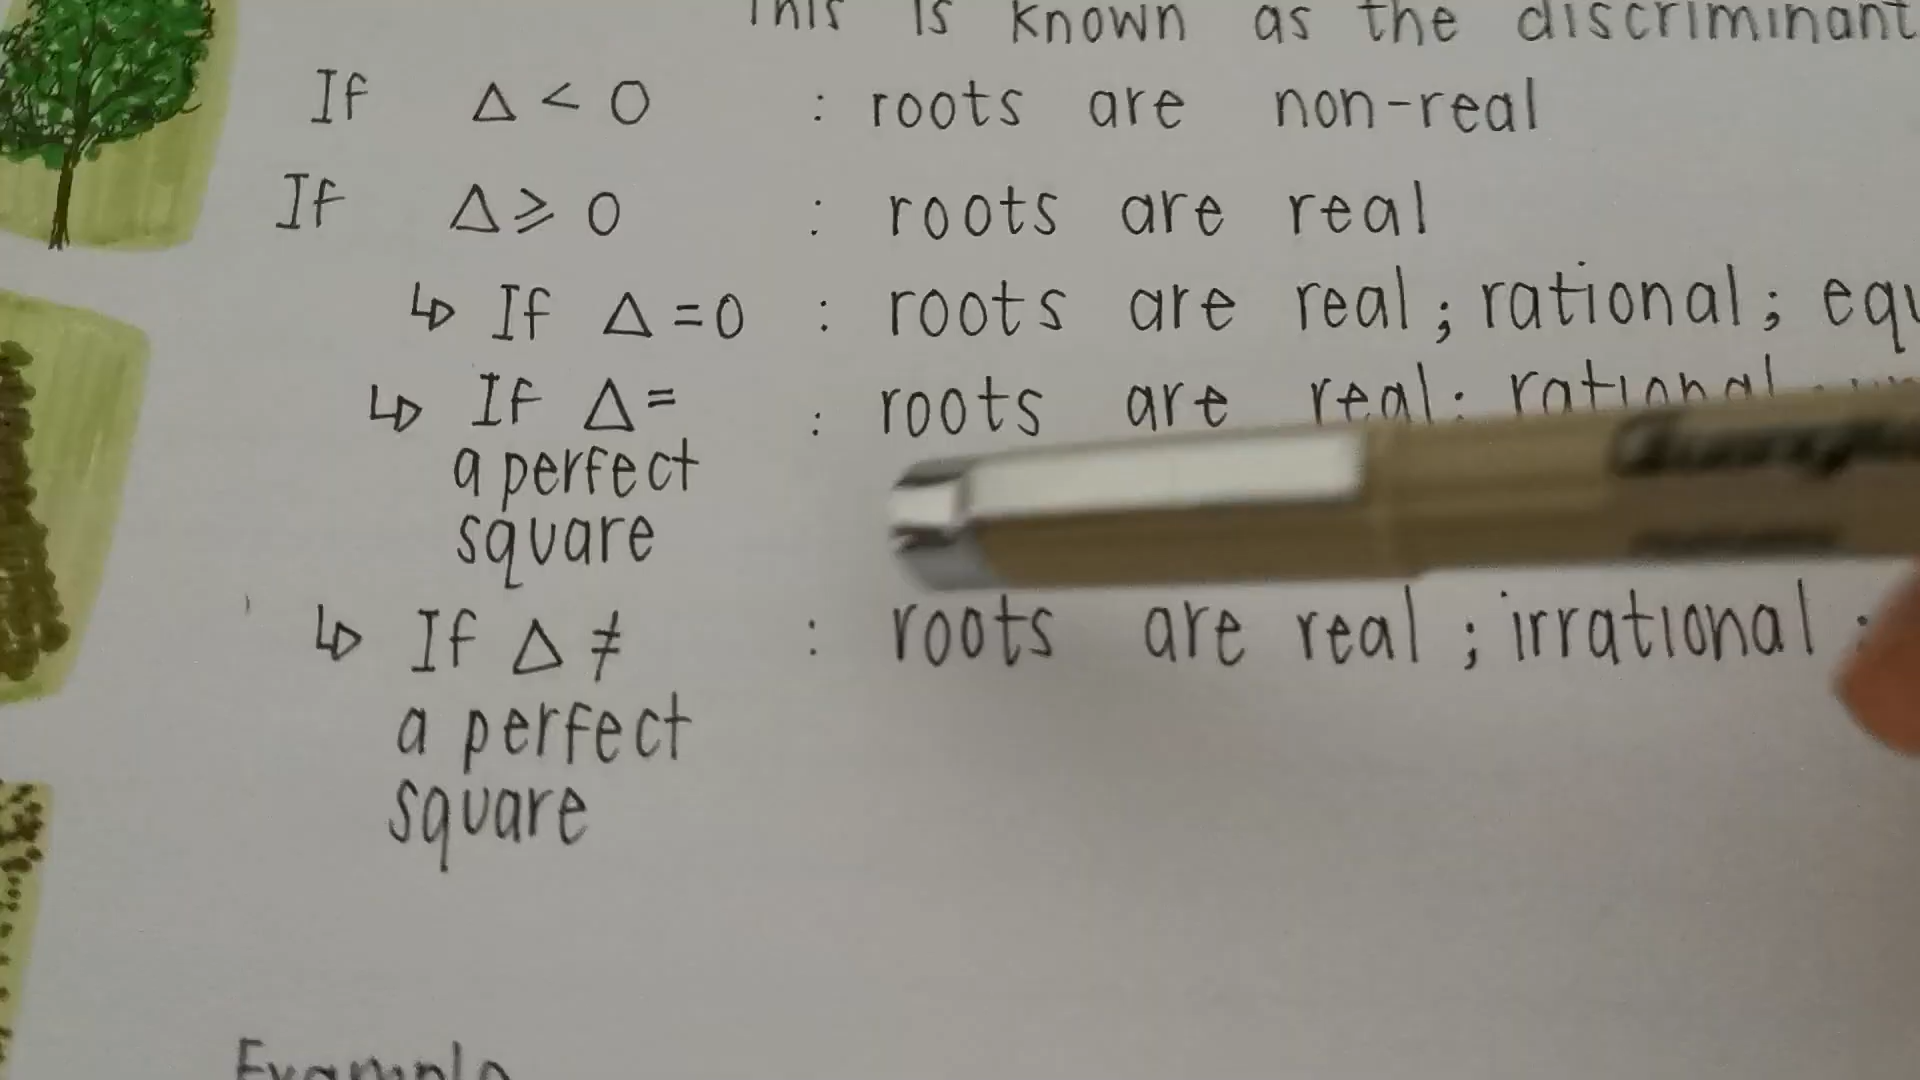 This is known as the discriminant
If Δ < 0 : roots are non-real
If Δ ⩾ 0 : roots are real
↳ If Δ = 0 : roots are real ; rational ; equ
↳ If Δ = : roots are real ; rational
a perfect
square
↳ If Δ ≠ : roots are real ; irrational ;
a perfect
square
Example